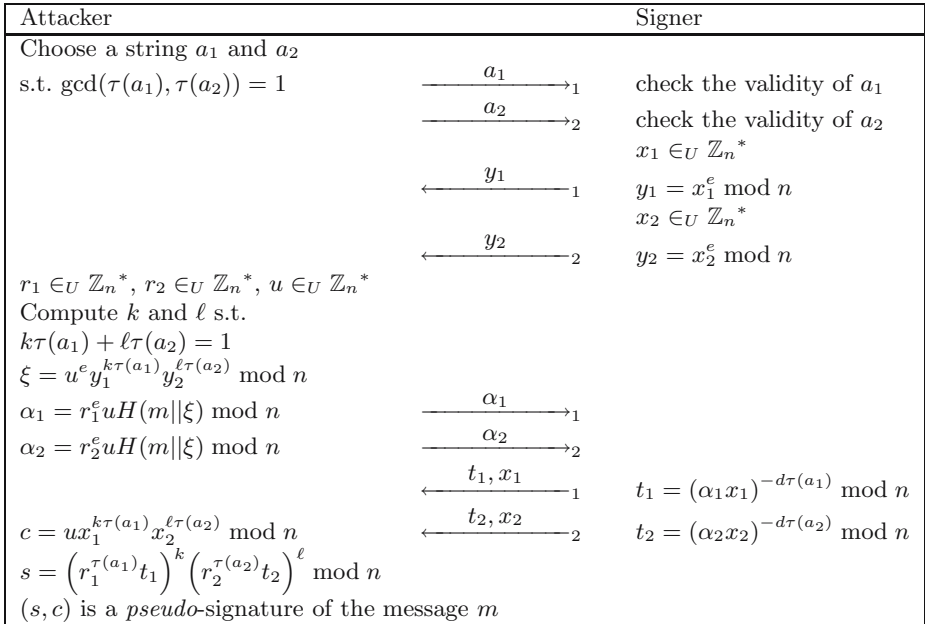 Attacker Signer
Choose a string a₁ and a₂
s.t. gcd(τ(a₁), τ(a₂)) = 1 a₁ ⟶₁ check the validity of a₁
a₂ ⟶₂ check the validity of a₂
x₁ ∈_U ℤₙ*
y₁ ⟵₁ y₁ = x₁^e mod n
x₂ ∈_U ℤₙ*
y₂ ⟵₂ y₂ = x₂^e mod n
r₁ ∈_U ℤₙ*, r₂ ∈_U ℤₙ*, u ∈_U ℤₙ*
Compute k and ℓ s.t.
kτ(a₁) + ℓτ(a₂) = 1
ξ = u^e y₁^{kτ(a₁)} y₂^{ℓτ(a₂)} mod n
α₁ = r₁^e uH(m||ξ) mod n α₁ ⟶₁
α₂ = r₂^e uH(m||ξ) mod n α₂ ⟶₂
t₁, x₁ ⟵₁ t₁ = (α₁x₁)^{−dτ(a₁)} mod n
c = ux₁^{kτ(a₁)} x₂^{ℓτ(a₂)} mod n t₂, x₂ ⟵₂ t₂ = (α₂x₂)^{−dτ(a₂)} mod n
s = (r₁^{τ(a₁)} t₁)^k (r₂^{τ(a₂)} t₂)^ℓ mod n
(s, c) is a pseudo-signature of the message m